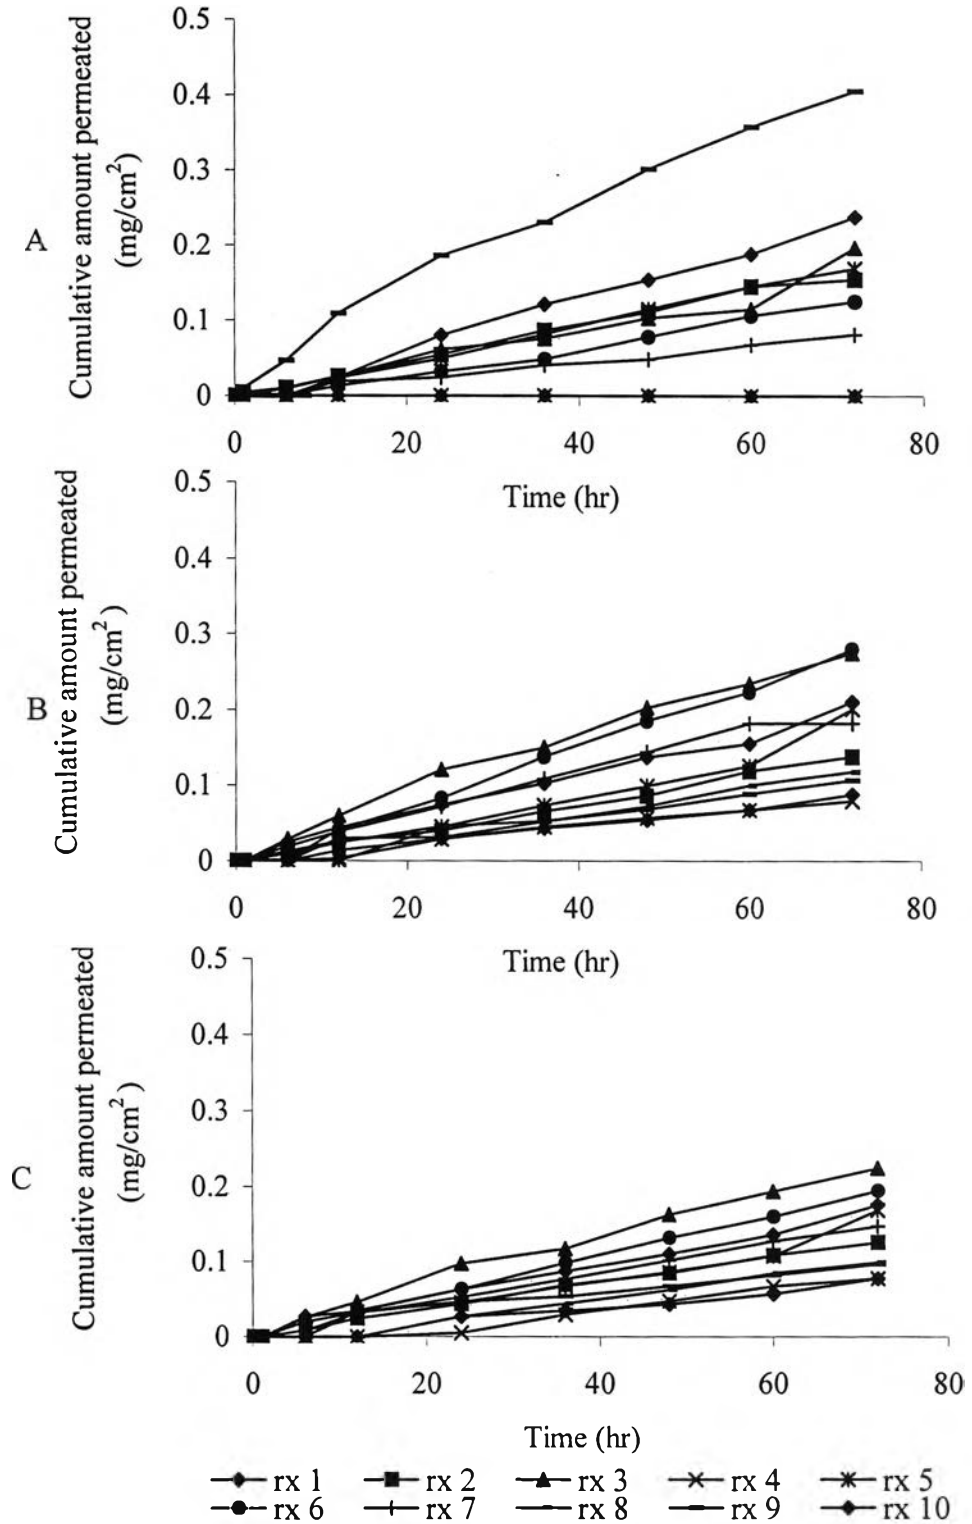 A
Cumulative amount permeated
(mg/cm²)
0.5
0.4
0.3
0.2
0.1
0
0 20 40 60 80
Time (hr)
B
Cumulative amount permeated
(mg/cm²)
0.5
0.4
0.3
0.2
0.1
0
0 20 40 60 80
Time (hr)
C
Cumulative amount permeated
(mg/cm²)
0.5
0.4
0.3
0.2
0.1
0
0 20 40 60 80
Time (hr)
rx 1 rx 2 rx 3 rx 4 rx 5
rx 6 rx 7 rx 8 rx 9 rx 10